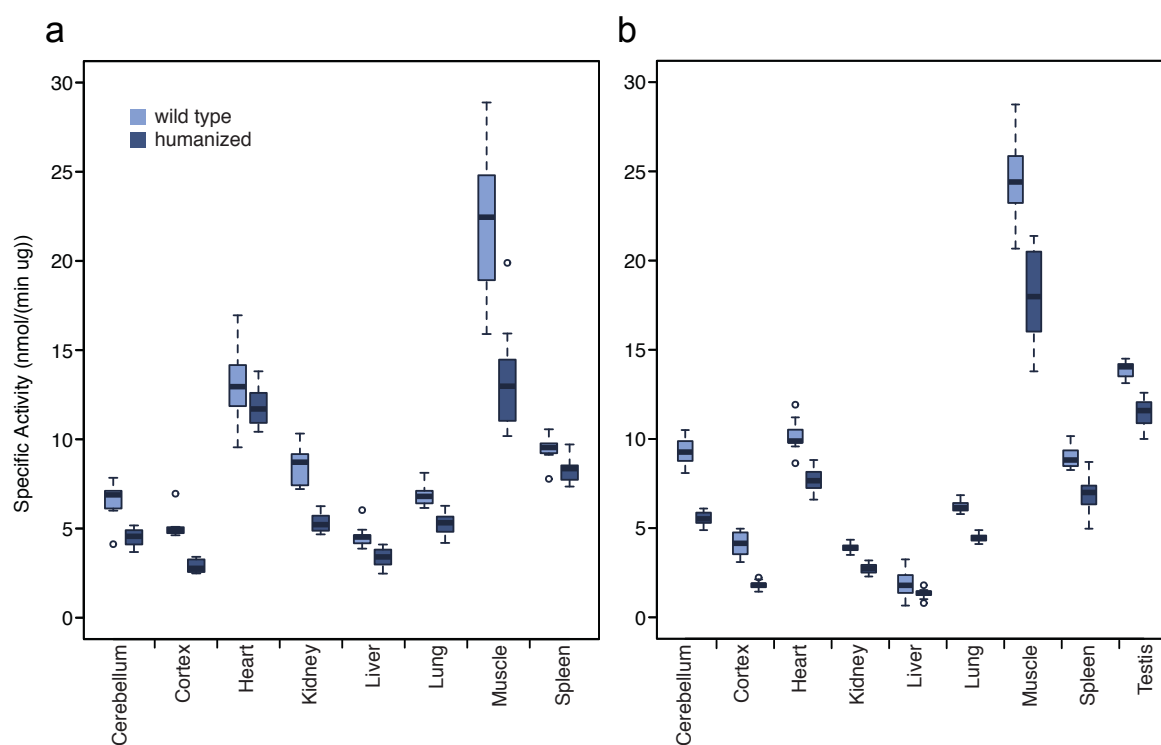 a
b
30
25
20
15
10
5
0
wild type
humanized
Specific Activity (nmol/(min ug))
Cerebellum
Cortex
Heart
Kidney
Liver
Lung
Muscle
Spleen
30
25
20
15
10
5
0
Cerebellum
Cortex
Heart
Kidney
Liver
Lung
Muscle
Spleen
Testis